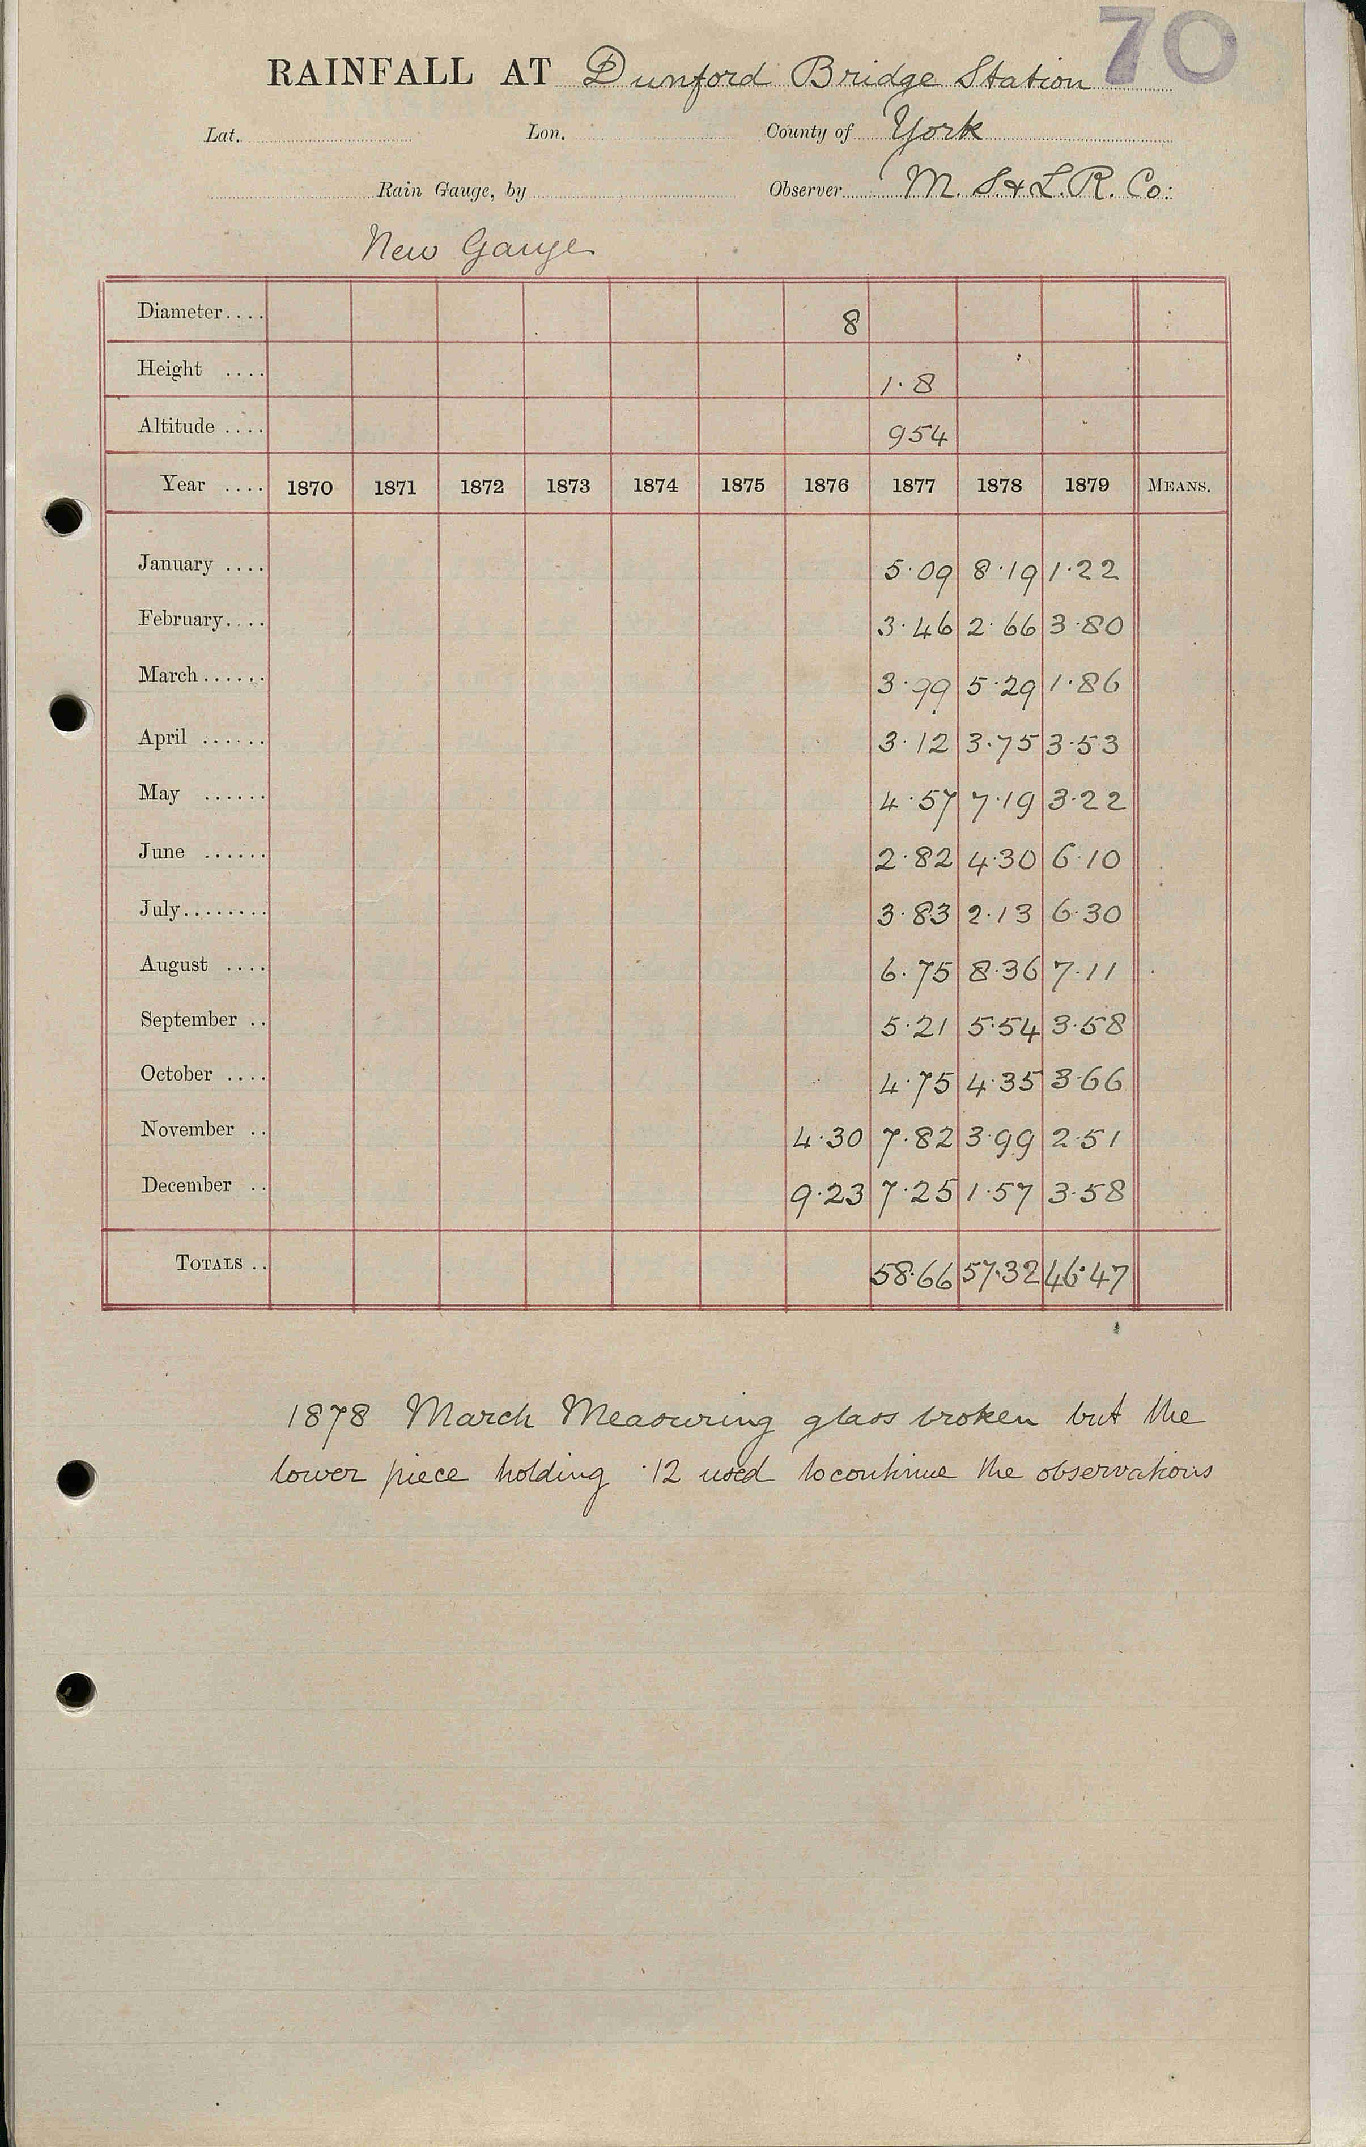 70
RAINFALL AT Dunford Bridge Station
Lat. Lon. County of York
Rain Gauge, by Observer M. S & L. R. Co:
New Gauge
Diameter.... 8
Height .... 1.8
Altitude .... 954
Year .... 1870 1871 1872 1873 1874 1875 1876 1877 1878 1879 MEANS.
January .... 5.09 8.19 1.22
February.... 3.46 2.66 3.80
March...... 3.99 5.29 1.86
April ...... 3.12 3.75 3.53
May ...... 4.57 7.19 3.22
June ...... 2.82 4.30 6.10
July........ 3.83 2.13 6.30
August .... 6.75 8.36 7.11
September .. 5.21 5.54 3.58
October .... 4.75 4.35 3.66
November .. 4.30 7.82 3.99 2.51
December .. 9.23 7.25 1.57 3.58
TOTALS .. 58.66 57.32 46.47
1878 March Measuring glass broken but the
lower piece holding .12 used to continue the observations